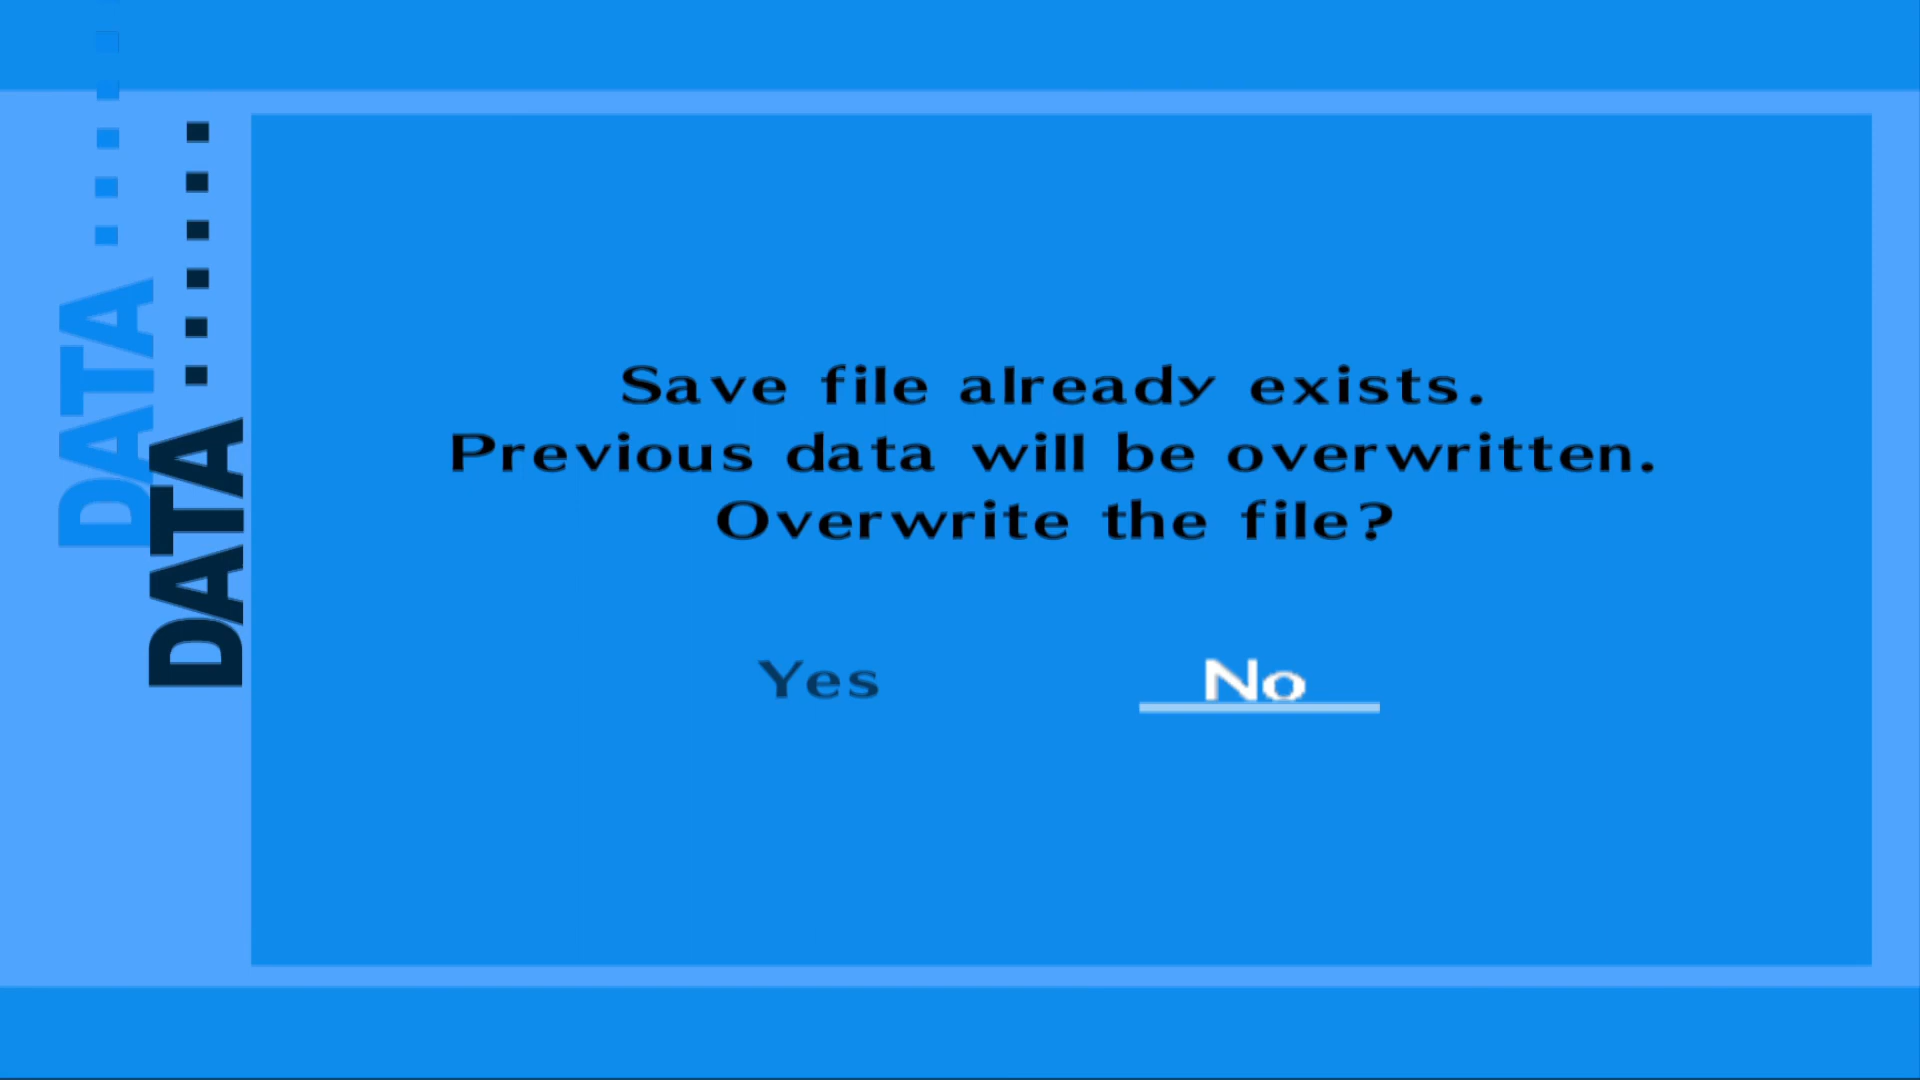 DATA
DATA
Save file already exists.
Previous data will be overwritten.
Overwrite the file?
Yes No